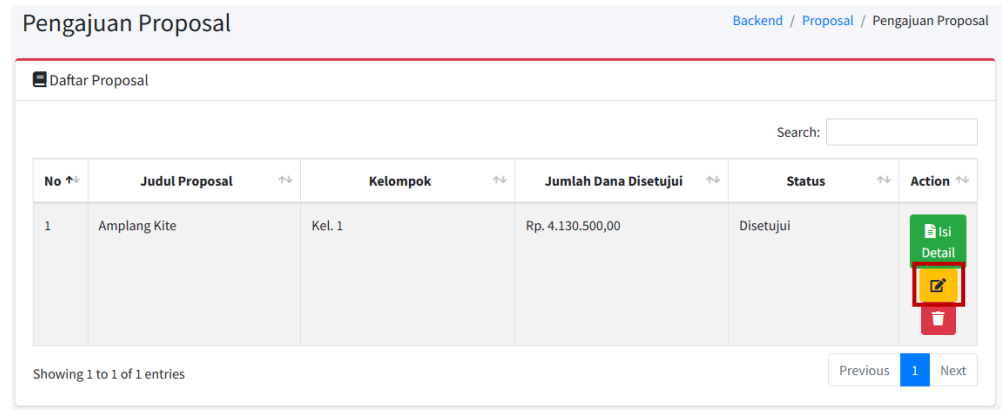 Pengajuan Proposal
Backend / Proposal / Pengajuan Proposal
Daftar Proposal
Search:
No Judul Proposal Kelompok Jumlah Dana Disetujui Status Action
1 Amplang Kite Kel. 1 Rp. 4.130.500,00 Disetujui Isi
Detail
Showing 1 to 1 of 1 entries
Previous 1 Next